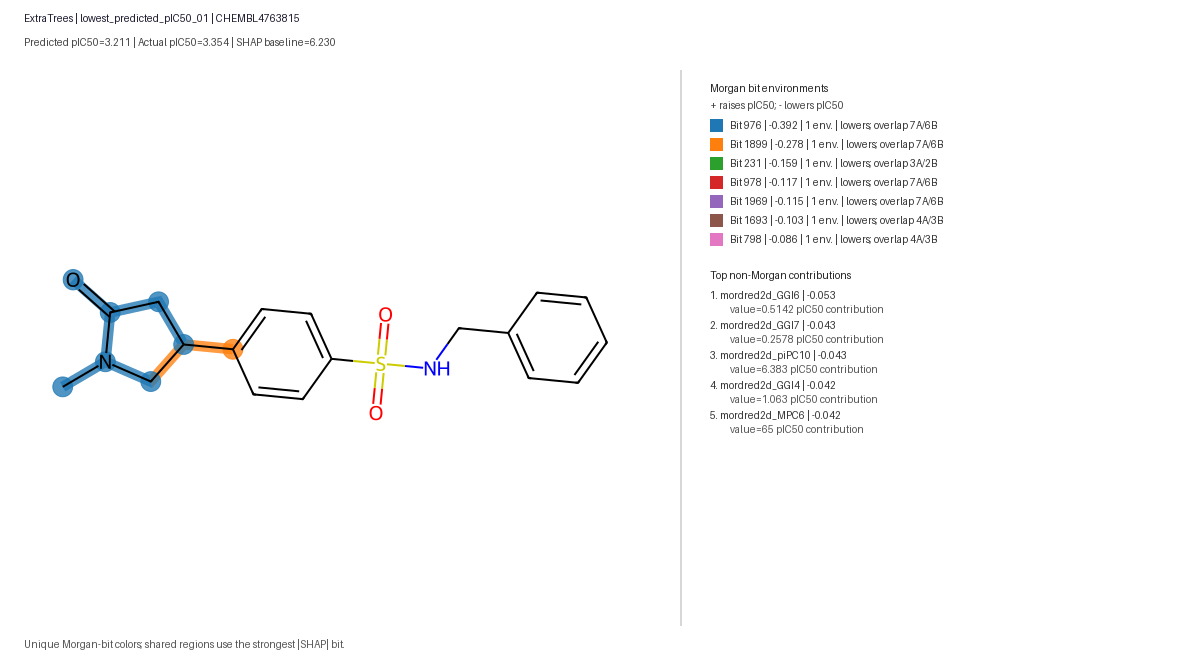 ExtraTrees | lowest_predicted_pIC50_01 | CHEMBL4763815
Predicted pIC50=3.211 | Actual pIC50=3.354 | SHAP baseline=6.230
Morgan bit environments
+ raises pIC50; - lowers pIC50
Bit 976 | -0.392 | 1 env. | lowers; overlap 7A/6B
Bit 1899 | -0.278 | 1 env. | lowers; overlap 7A/6B
Bit 231 | -0.159 | 1 env. | lowers; overlap 3A/2B
Bit 978 | -0.117 | 1 env. | lowers; overlap 7A/6B
Bit 1969 | -0.115 | 1 env. | lowers; overlap 7A/6B
Bit 1693 | -0.103 | 1 env. | lowers; overlap 4A/3B
Bit 798 | -0.086 | 1 env. | lowers; overlap 4A/3B
Top non-Morgan contributions
1. mordred2d_GGI6 | -0.053
value=0.5142 pIC50 contribution
2. mordred2d_GGI7 | -0.043
value=0.2578 pIC50 contribution
3. mordred2d_piPC10 | -0.043
value=6.383 pIC50 contribution
4. mordred2d_GGI4 | -0.042
value=1.063 pIC50 contribution
5. mordred2d_MPC6 | -0.042
value=65 pIC50 contribution
O
O
N
S
NH
O
Unique Morgan-bit colors; shared regions use the strongest |SHAP| bit.